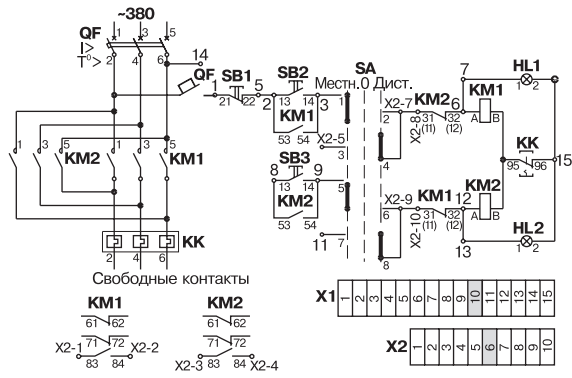 ~380
QF 1 3 5
I>
T° >
2 4 6
14
QF
1
SB1
21 22
5
2
SB2
13 14
3
KM1
53 54
X2-5
SA
Местн. 0 Дист.
1
3
2
4
X2-7
X2-8
KM2
31 32
(11) (12)
6
7
KM1
A B
HL1
1 2
KK
95 96
15
1 3 5
KM2
1 3 5
KM1
2 4 6
2 4 6
KK
8
SB3
13 14
9
KM2
53 54
11
5
7
6
8
X2-9
X2-10
KM1
31 32
(11) (12)
12
13
KM2
A B
HL2
1 2
Свободные контакты
KM1
61 62
71 72
83 84
X2-1
X2-2
KM2
61 62
71 72
83 84
X2-3
X2-4
X1 1 2 3 4 5 6 7 8 9 10 11 12 13 14 15
X2 1 2 3 4 5 6 7 8 9 10